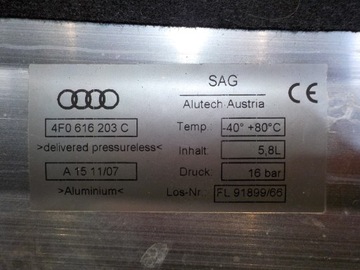 SAG
Alutech Austria
CE
4F0 616 203 C
>delivered pressureless<
A 15 11/07
>Aluminium<
Temp.: -40° +80°C
Inhalt: 5,8L
Druck: 16 bar
Los-Nr.: FL 91899/66